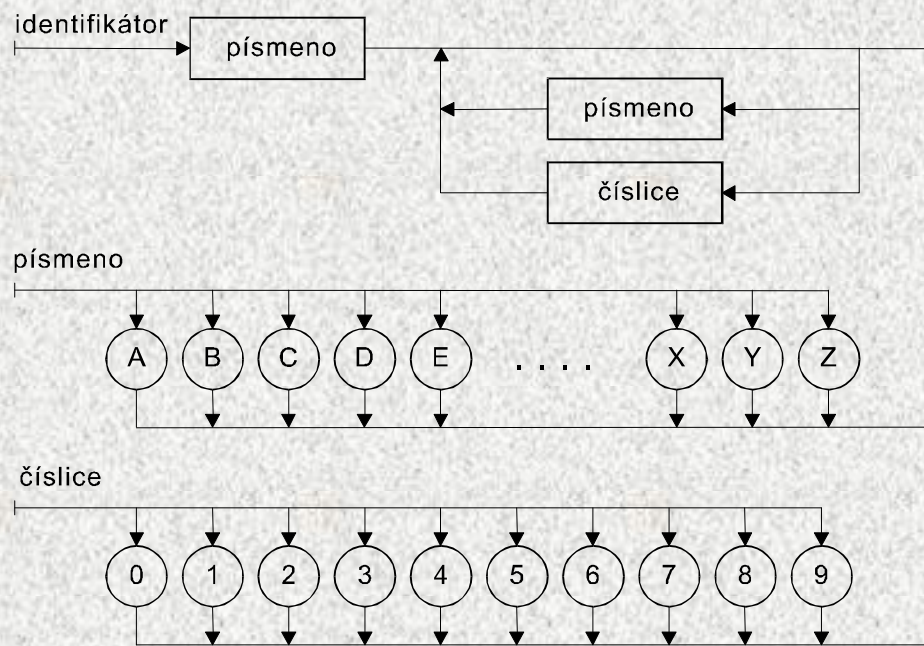 identifikátor
písmeno
písmeno
číslice
písmeno
A B C D E . . . . X Y Z
číslice
0 1 2 3 4 5 6 7 8 9